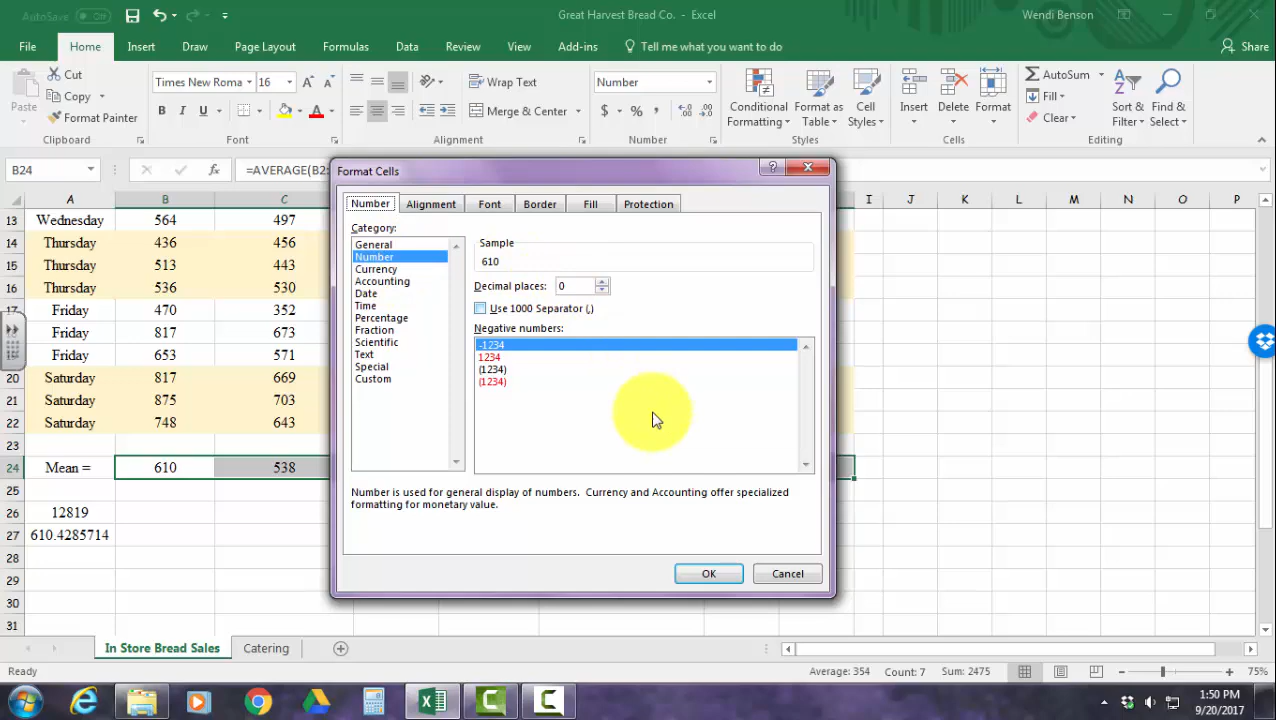 AutoSave Off Great Harvest Bread Co. - Excel Wendi Benson
File Home Insert Draw Page Layout Formulas Data Review View Add-ins Tell me what you want to do Share
Cut Times New Roma 16 Wrap Text Number AutoSum
Copy Fill
Paste Format Painter B I U A Merge & Center $ % , Conditional Formatting Format as Table Cell Styles Insert Delete Format Clear Sort & Filter Find & Select
Clipboard Font Alignment Number Styles Cells Editing
B24 fx =AVERAGE(B2:
A B C I J K L M N O P
13 Wednesday 564 497
14 Thursday 436 456
15 Thursday 513 443
16 Thursday 536 530
17 Friday 470 352
Friday 817 673
Friday 653 571
20 Saturday 817 669
21 Saturday 875 703
22 Saturday 748 643
23
24 Mean = 610 538
25
26 12819
27 610.4285714
28
29
30
31
Format Cells ?
Number Alignment Font Border Fill Protection
Category:
General
Number
Currency
Accounting
Date
Time
Percentage
Fraction
Scientific
Text
Special
Custom
Sample
610
Decimal places: 0
Use 1000 Separator (,)
Negative numbers:
-1234
1234
(1234)
(1234)
Number is used for general display of numbers. Currency and Accounting offer specialized
formatting for monetary value.
OK Cancel
In Store Bread Sales Catering
Ready Average: 354 Count: 7 Sum: 2475 75%
1:50 PM
9/20/2017